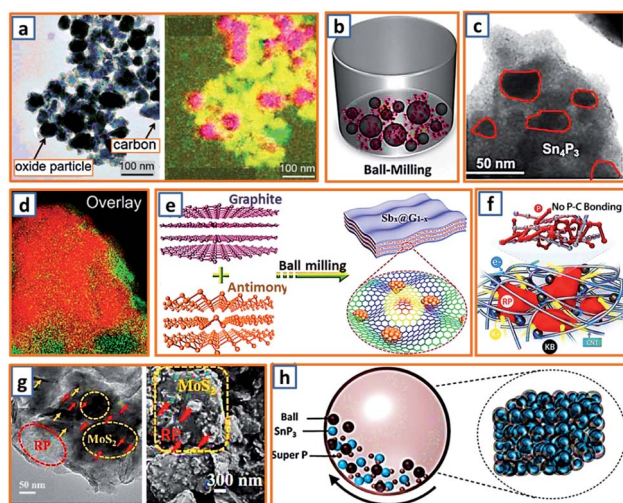 a
oxide particle
carbon
100 nm
100 nm
b
Ball-Milling
c
Sn₄P₃
50 nm
d
Overlay
e
Graphite
+
Antimony
Ball milling
Sbₓ@G₁₋ₓ
f
P
No P-C Bonding
e-
RP
KB
CNT
g
RP
MoS₂
50 nm
MoS₂
RP
300 nm
h
Ball
SnP₃
Super P